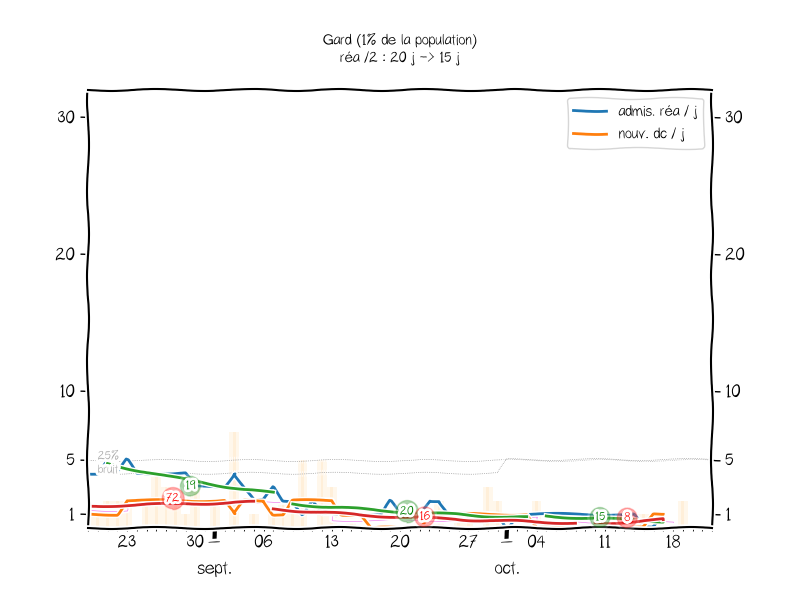 Gard (1% de la population)
réa /2 : 20 j -> 15 j
30 30
admis. réa / j
nouv. dc / j
20 20
10 10
25%
bruit
5 5
19
72
20
16
15
8
1 1
23 30 06 13 20 27 04 11 18
sept. oct.